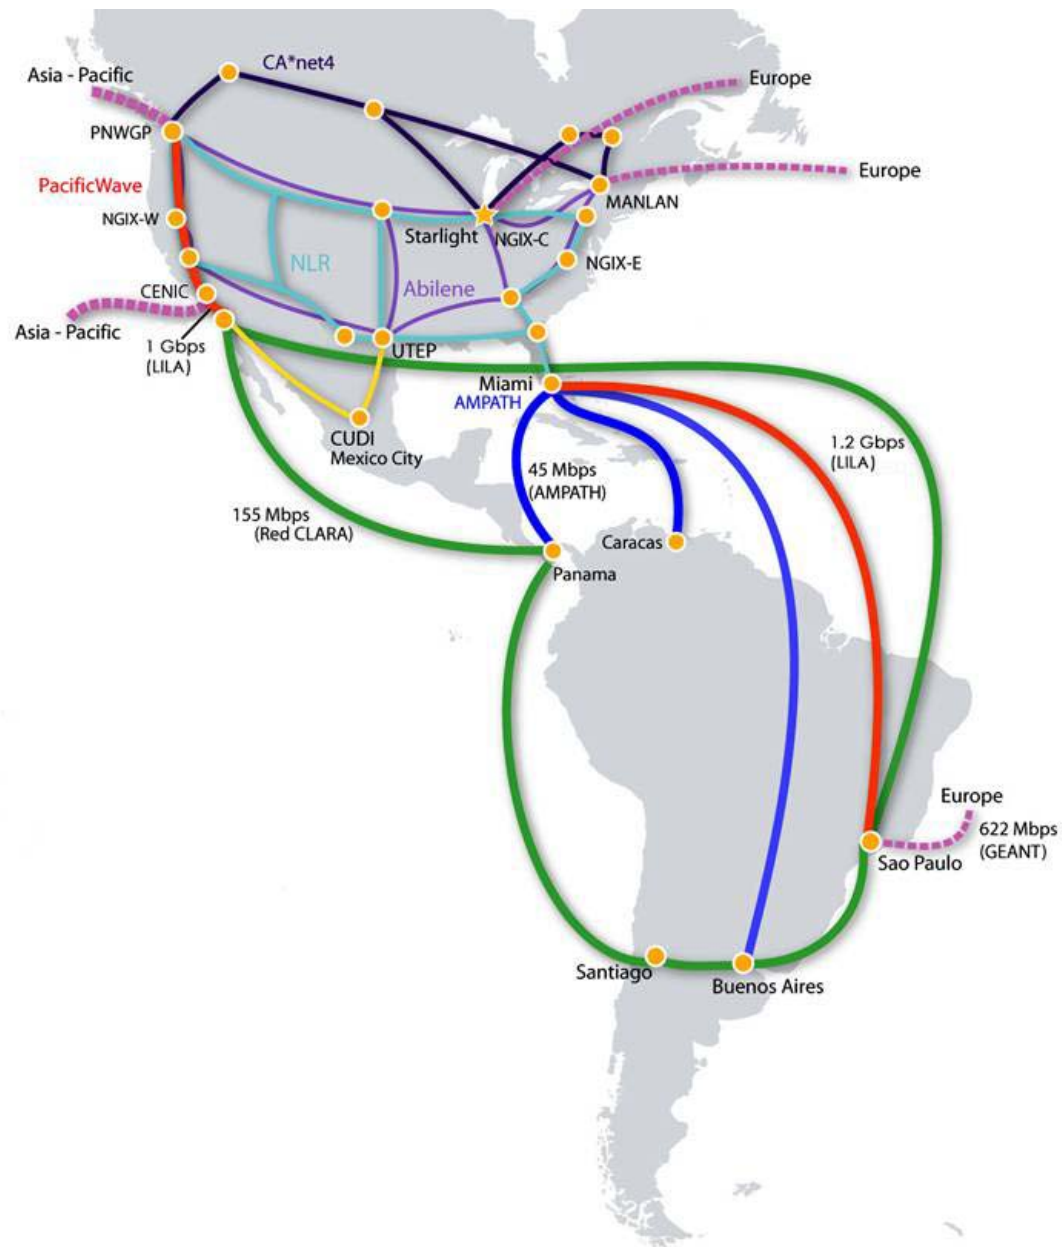 CA*net4
Asia - Pacific
Europe
PNWGP
Europe
PacificWave
MANLAN
NGIX-W
Starlight
NGIX-C
NLR
NGIX-E
CENIC
Abilene
Asia - Pacific
1 Gbps
(LILA)
UTEP
Miami
AMPATH
CUDI
Mexico City
1.2 Gbps
(LILA)
45 Mbps
(AMPATH)
155 Mbps
(Red CLARA)
Caracas
Panama
Europe
622 Mbps
(GEANT)
Sao Paulo
Santiago
Buenos Aires